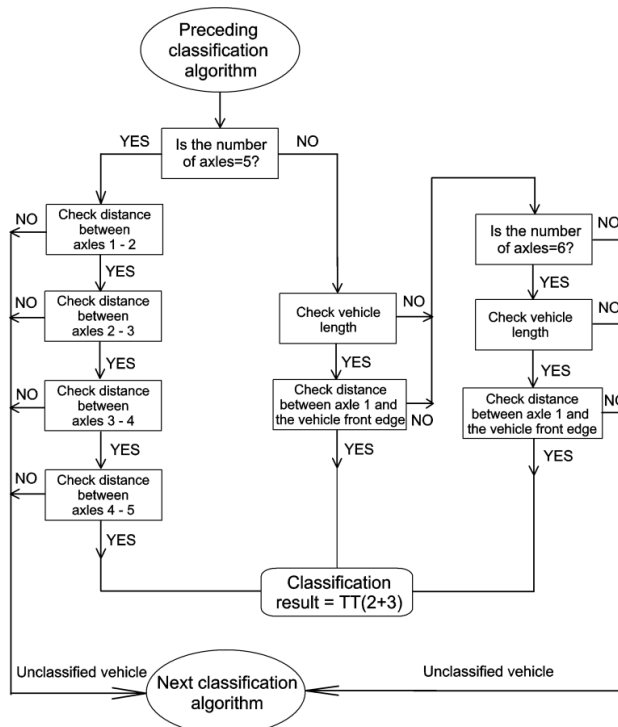 Preceding
classification
algorithm
YES
Is the number
of axles=5?
NO
NO
Check distance
between
axles 1 - 2
YES
NO
Check distance
between
axles 2 - 3
YES
NO
Check distance
between
axles 3 - 4
YES
NO
Check distance
between
axles 4 - 5
YES
Check vehicle
length
NO
YES
Check distance
between axle 1 and
the vehicle front edge
NO
YES
Is the number
of axles=6?
NO
YES
Check vehicle
length
NO
YES
Check distance
between axle 1 and
the vehicle front edge
NO
YES
Classification
result = TT(2+3)
Unclassified vehicle
Next classification
algorithm
Unclassified vehicle